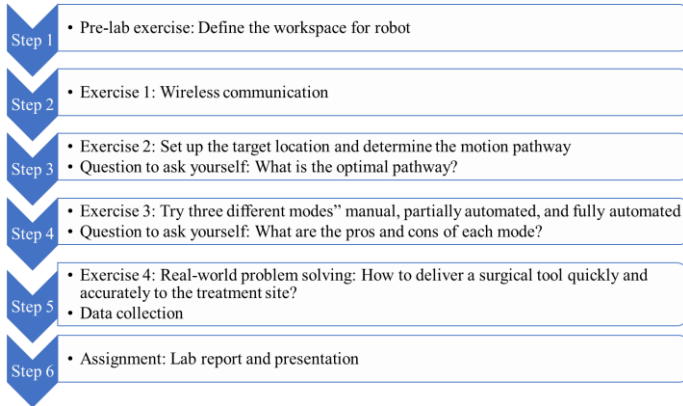 Step 1
• Pre-lab exercise: Define the workspace for robot
Step 2
• Exercise 1: Wireless communication
Step 3
• Exercise 2: Set up the target location and determine the motion pathway
• Question to ask yourself: What is the optimal pathway?
Step 4
• Exercise 3: Try three different modes” manual, partially automated, and fully automated
• Question to ask yourself: What are the pros and cons of each mode?
Step 5
• Exercise 4: Real-world problem solving: How to deliver a surgical tool quickly and
accurately to the treatment site?
• Data collection
Step 6
• Assignment: Lab report and presentation